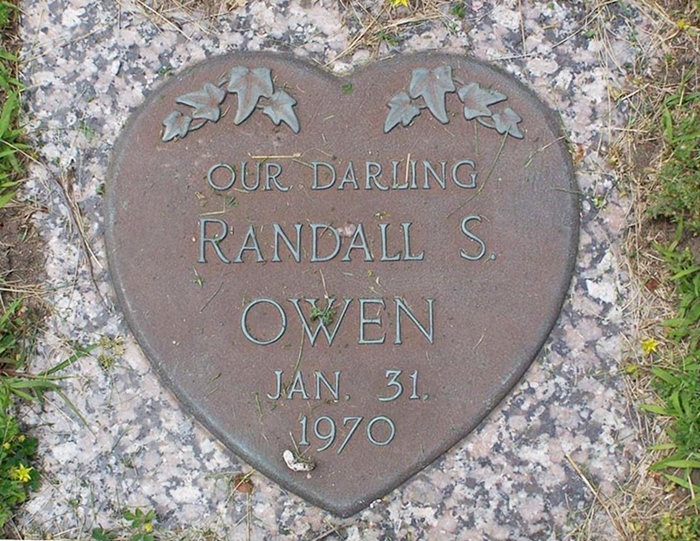 OUR DARLING
RANDALL S.
OWEN
JAN. 31.
1970